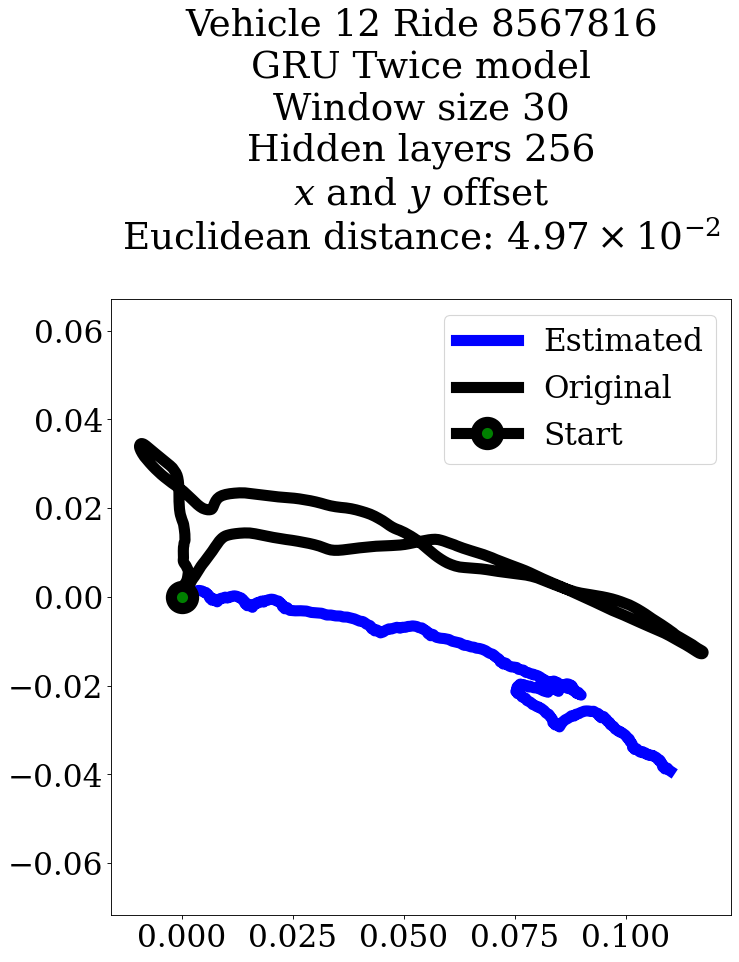 Vehicle 12 Ride 8567816
GRU Twice model
Window size 30
Hidden layers 256
x and y offset
Euclidean distance: 4.97 × 10⁻²
Estimated
Original
Start
0.06
0.04
0.02
0.00
−0.02
−0.04
−0.06
0.000 0.025 0.050 0.075 0.100